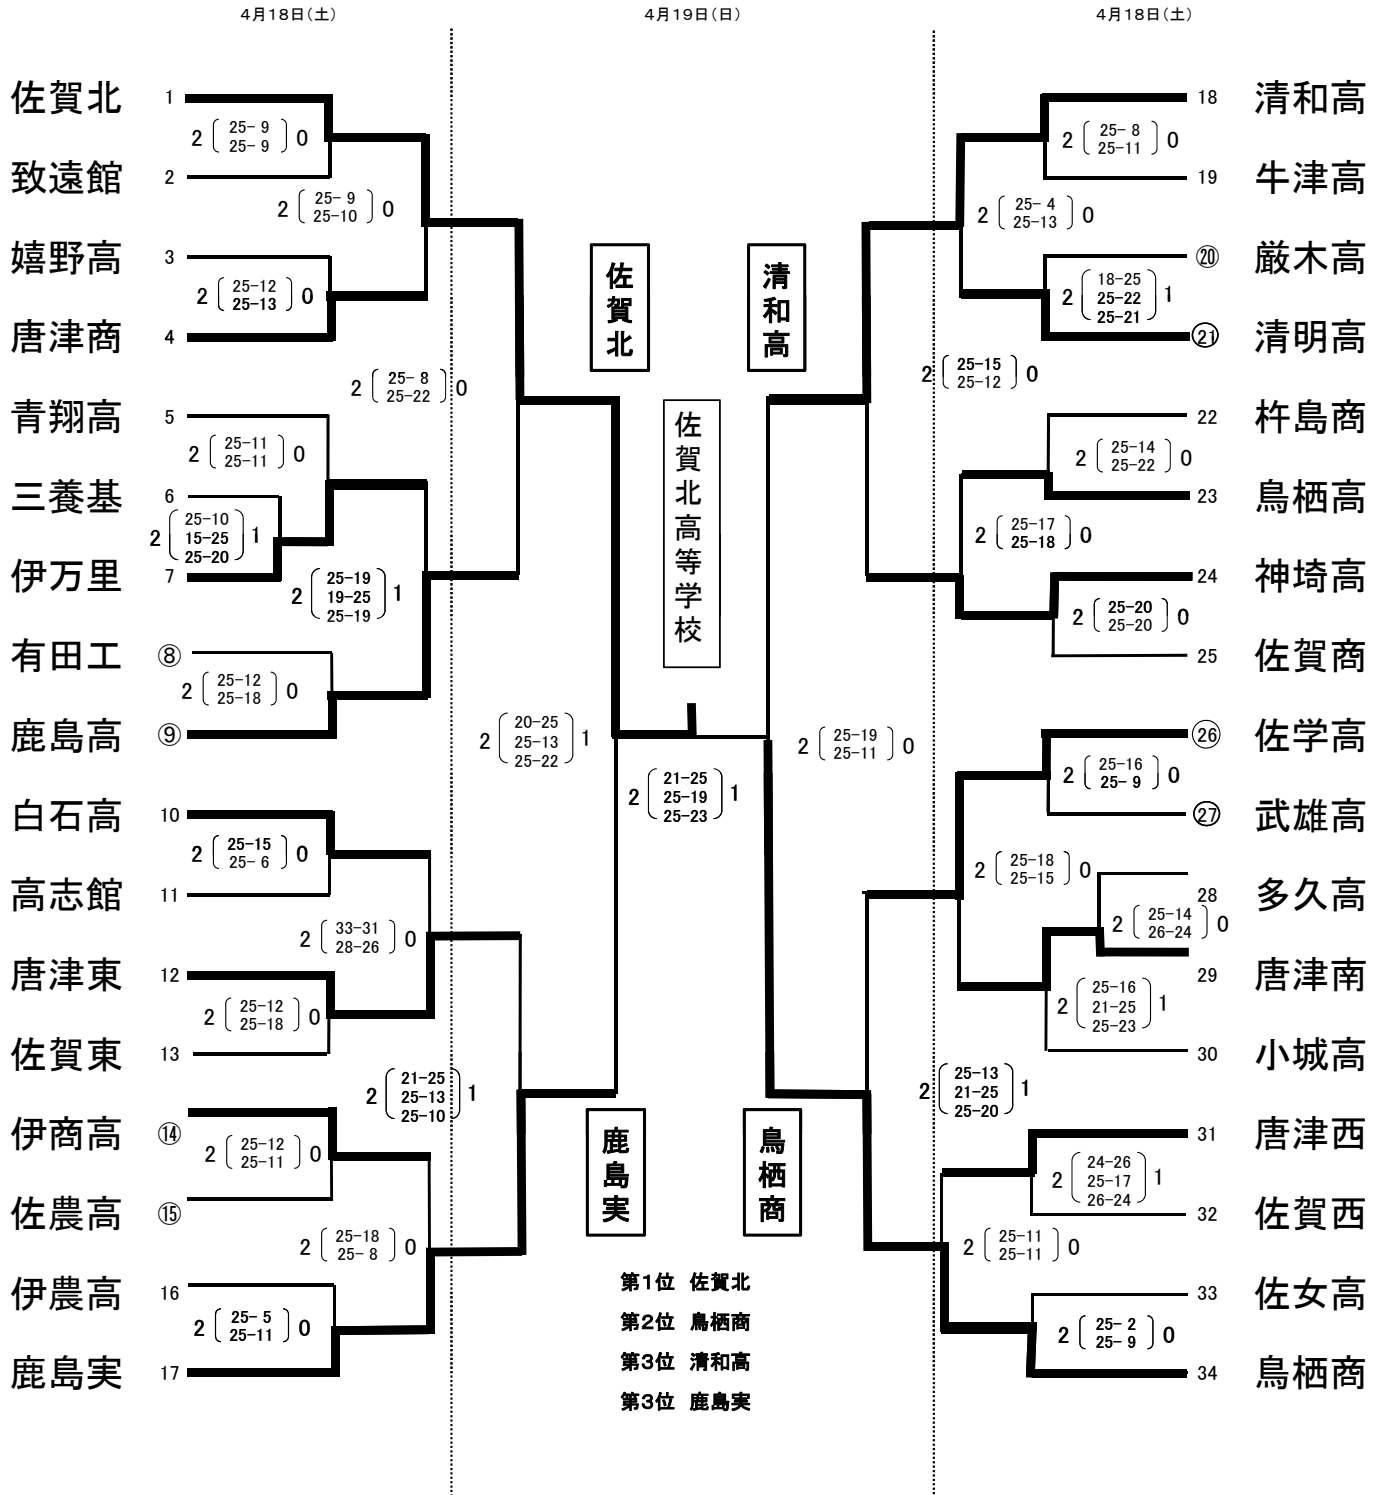 4月18日(土)
4月19日(日)
4月18日(土)
佐賀北 1
2 25- 9 0
25- 9
致遠館 2
2 25- 9 0
25-10
嬉野高 3
2 25-12 0
25-13
唐津商 4
2 25- 8 0
25-22
青翔高 5
2 25-11 0
25-11
三養基 6
2 25-10 1
15-25
25-20
伊万里 7
2 25-19 1
19-25
25-19
有田工 ⑧
2 25-12 0
25-18
鹿島高 ⑨
2 20-25 1
25-13
25-22
白石高 10
2 25-15 0
25- 6
高志館 11
2 33-31 0
28-26
唐津東 12
2 25-12 0
25-18
佐賀東 13
2 21-25 1
25-13
25-10
伊商高 ⑭
2 25-12 0
25-11
佐農高 ⑮
2 25-18 0
25- 8
伊農高 16
2 25- 5 0
25-11
鹿島実 17
佐賀北
清和高
佐賀北高等学校
2 21-25 1
25-19
25-23
鹿島実
鳥栖商
第1位 佐賀北
第2位 鳥栖商
第3位 清和高
第3位 鹿島実
18 清和高
2 25- 8 0
25-11
19 牛津高
2 25- 4 0
25-13
⑳ 厳木高
2 18-25 1
25-22
25-21
㉑ 清明高
2 25-15 0
25-12
22 杵島商
2 25-14 0
25-22
23 鳥栖高
2 25-17 0
25-18
24 神埼高
2 25-20 0
25-20
25 佐賀商
2 25-19 0
25-11
㉖ 佐学高
2 25-16 0
25- 9
㉗ 武雄高
2 25-18 0
25-15
28 多久高
2 25-14 0
26-24
29 唐津南
2 25-16 1
21-25
25-23
30 小城高
2 25-13 1
21-25
25-20
31 唐津西
2 24-26 1
25-17
26-24
32 佐賀西
2 25-11 0
25-11
33 佐女高
2 25- 2 0
25- 9
34 鳥栖商